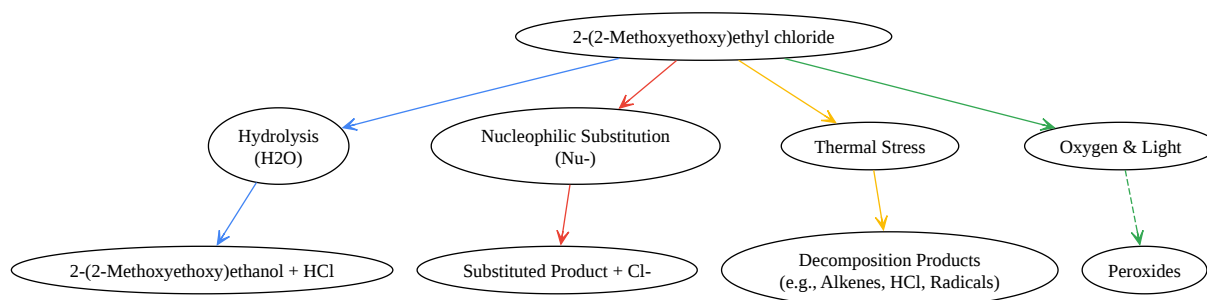 2-(2-Methoxyethoxy)ethyl chloride
Hydrolysis
(H2O)
Nucleophilic Substitution
(Nu-)
Thermal Stress
Oxygen & Light
2-(2-Methoxyethoxy)ethanol + HCl
Substituted Product + Cl-
Decomposition Products
(e.g., Alkenes, HCl, Radicals)
Peroxides